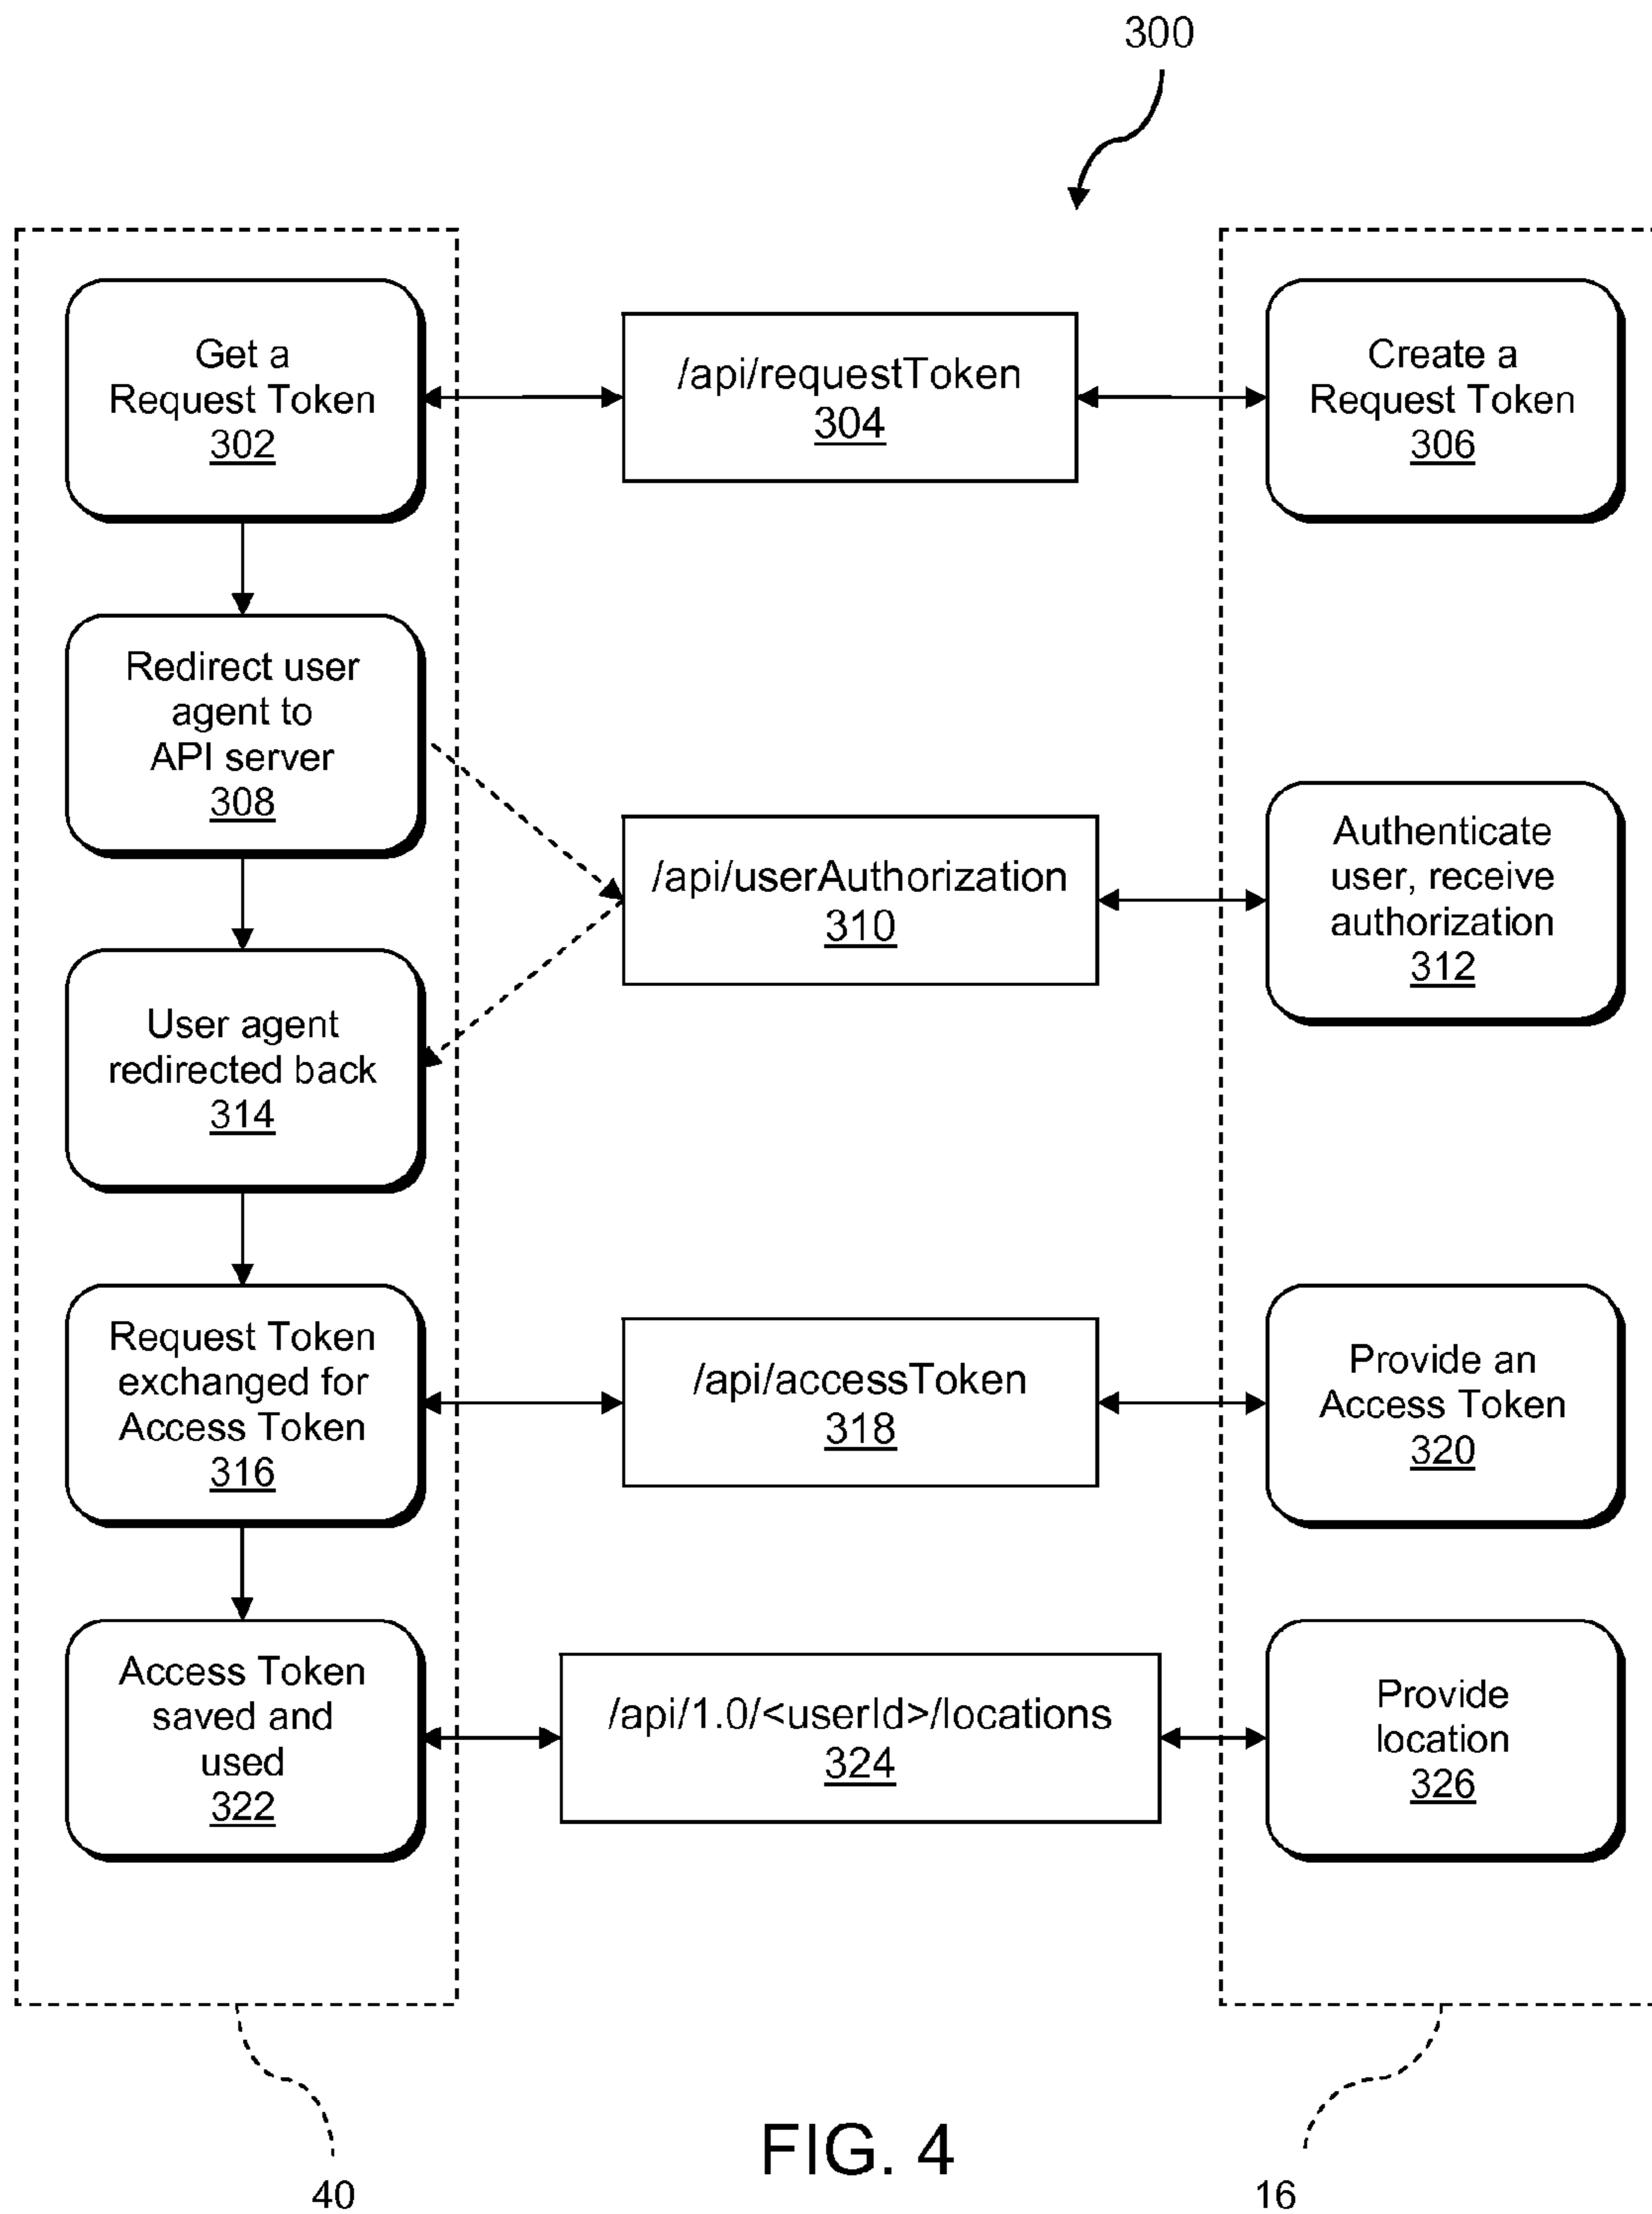 300
Get a
Request Token
302
/api/requestToken
304
Create a
Request Token
306
Redirect user
agent to
API server
308
/api/userAuthorization
310
Authenticate
user, receive
authorization
312
User agent
redirected back
314
Request Token
exchanged for
Access Token
316
/api/accessToken
318
Provide an
Access Token
320
Access Token
saved and
used
322
/api/1.0/<userId>/locations
324
Provide
location
326
40
FIG. 4
16